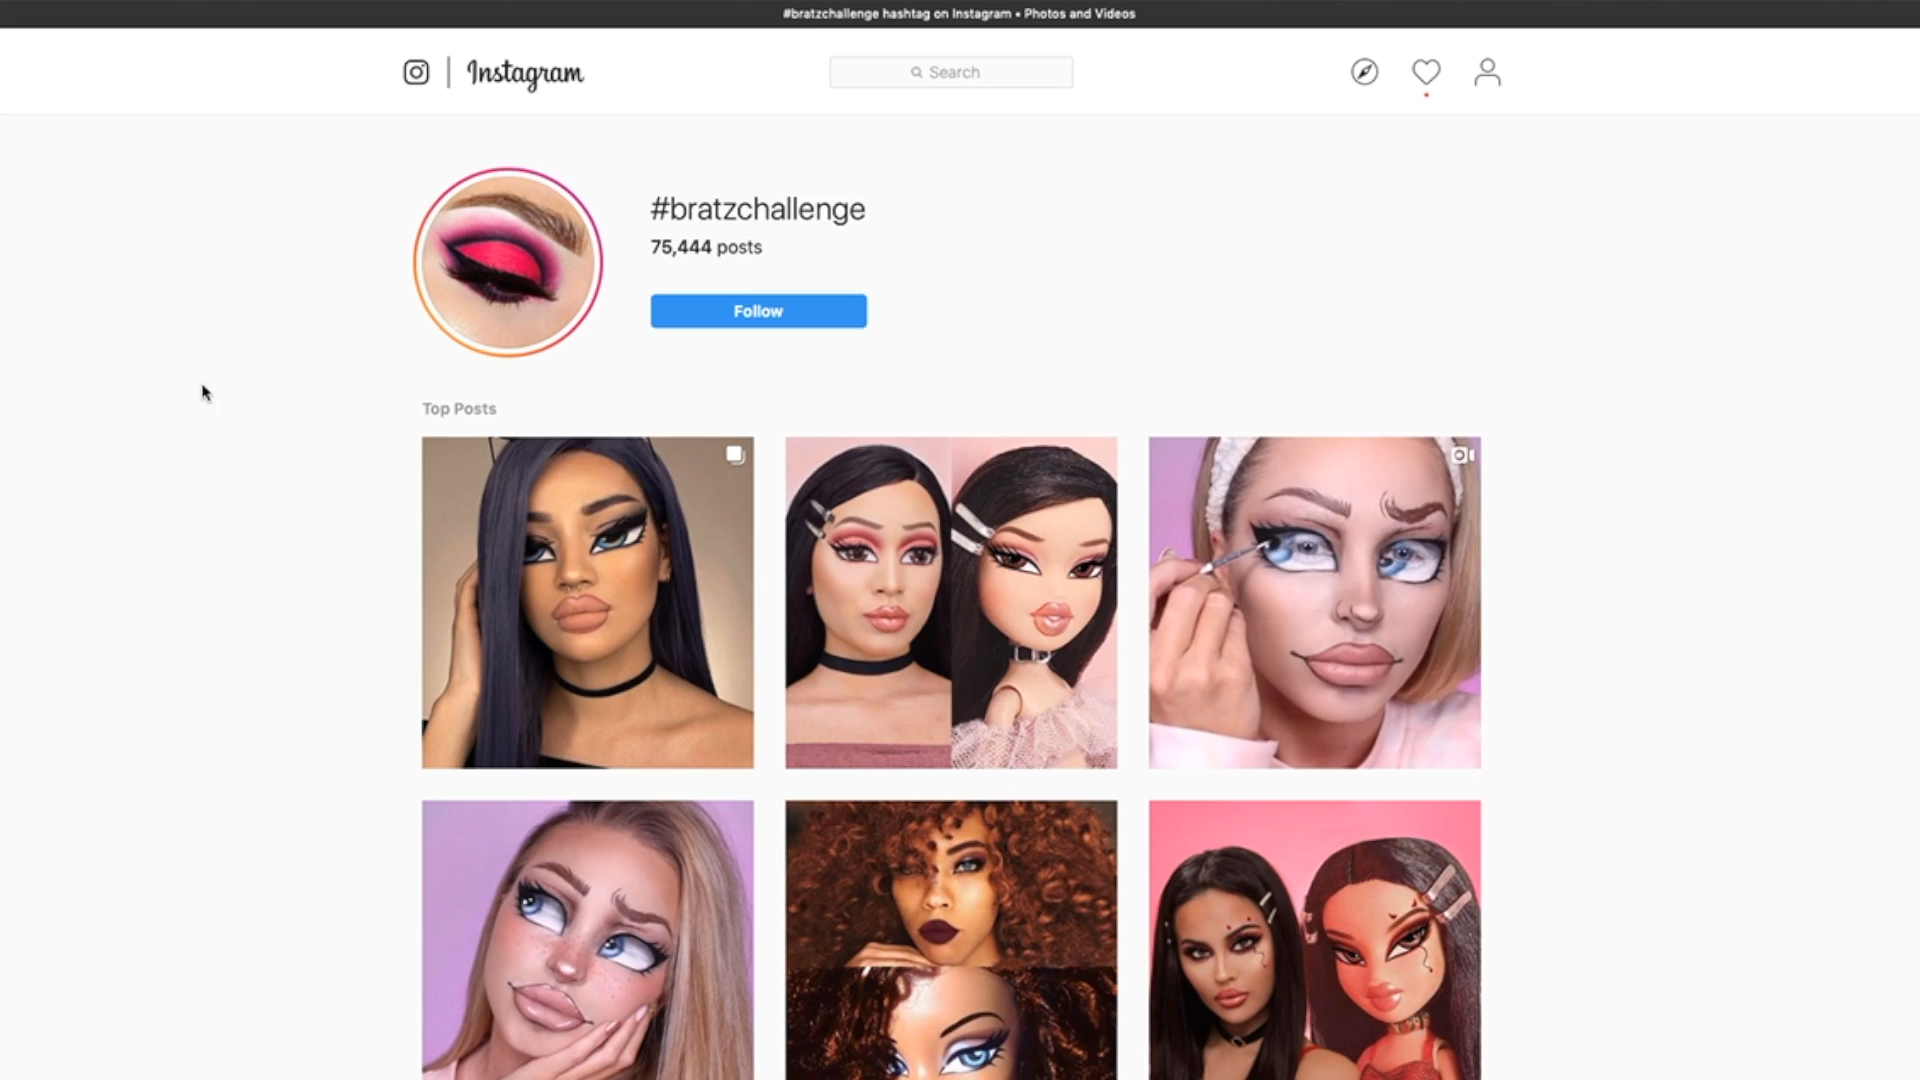 #bratzchallenge hashtag on Instagram • Photos and Videos
Instagram
Search
#bratzchallenge
75,444 posts
Follow
Top Posts